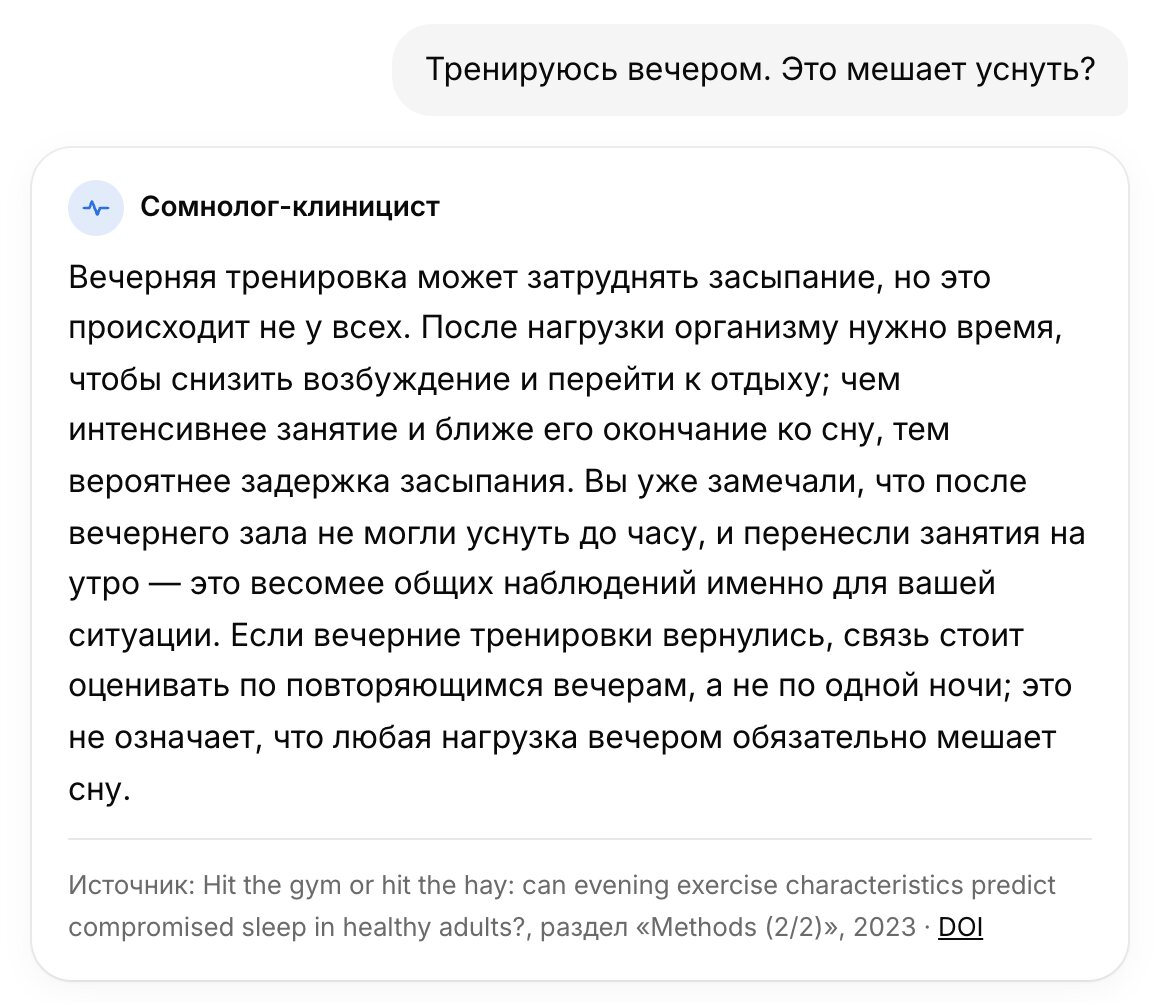 Тренируюсь вечером. Это мешает уснуть?
Сомнолог-клиницист
Вечерняя тренировка может затруднять засыпание, но это
происходит не у всех. После нагрузки организму нужно время,
чтобы снизить возбуждение и перейти к отдыху; чем
интенсивнее занятие и ближе его окончание ко сну, тем
вероятнее задержка засыпания. Вы уже замечали, что после
вечернего зала не могли уснуть до часу, и перенесли занятия на
утро — это весомее общих наблюдений именно для вашей
ситуации. Если вечерние тренировки вернулись, связь стоит
оценивать по повторяющимся вечерам, а не по одной ночи; это
не означает, что любая нагрузка вечером обязательно мешает
сну.
Источник: Hit the gym or hit the hay: can evening exercise characteristics predict
compromised sleep in healthy adults?, раздел «Methods (2/2)», 2023 · DOI